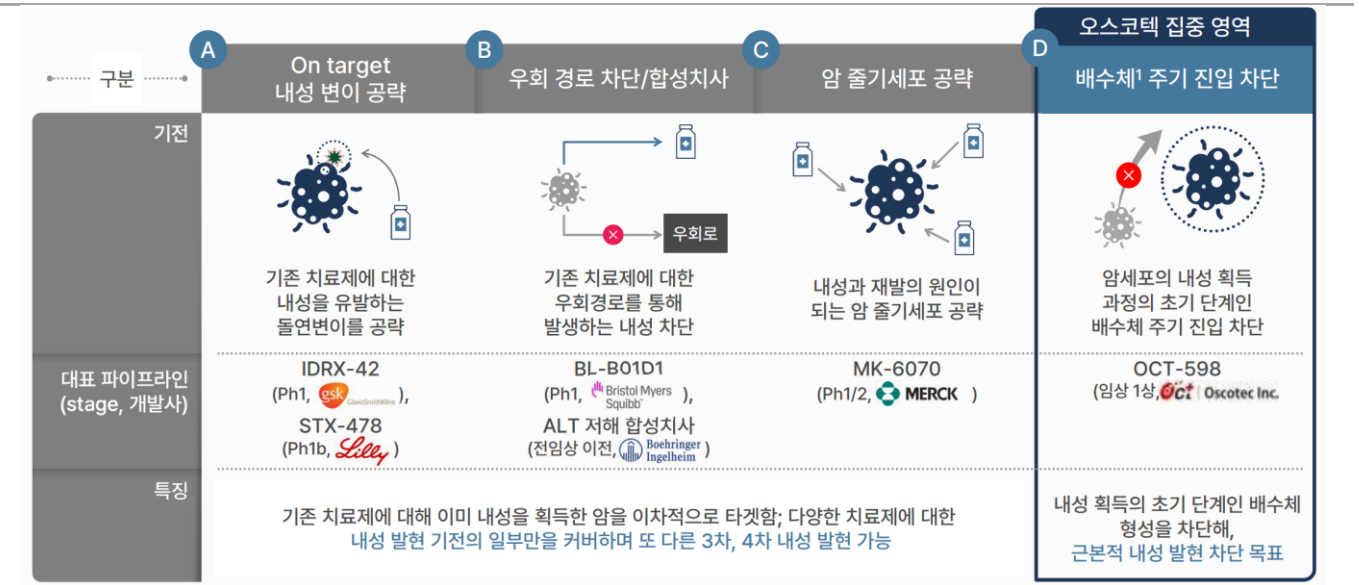 오스코텍 집중 영역
구분
A
On target
내성 변이 공략
B
우회 경로 차단/합성치사
C
암 줄기세포 공략
D
배수체¹ 주기 진입 차단
기전
우회로
기존 치료제에 대한
내성을 유발하는
돌연변이를 공략
기존 치료제에 대한
우회경로를 통해
발생하는 내성 차단
내성과 재발의 원인이
되는 암 줄기세포 공략
암세포의 내성 획득
과정의 초기 단계인
배수체 주기 진입 차단
대표 파이프라인
(stage, 개발사)
IDRX-42
(Ph1, gsk GlaxoSmithKline ),
STX-478
(Ph1b, Lilly )
BL-B01D1
(Ph1, Bristol Myers
Squibb ),
ALT 저해 합성치사
(전임상 이전, Boehringer
Ingelheim )
MK-6070
(Ph1/2, MERCK )
OCT-598
(임상 1상, OCT Oscotec Inc.
특징
기존 치료제에 대해 이미 내성을 획득한 암을 이차적으로 타겟함; 다양한 치료제에 대한
내성 발현 기전의 일부만을 커버하며 또 다른 3차, 4차 내성 발현 가능
내성 획득의 초기 단계인 배수체
형성을 차단해,
근본적 내성 발현 차단 목표